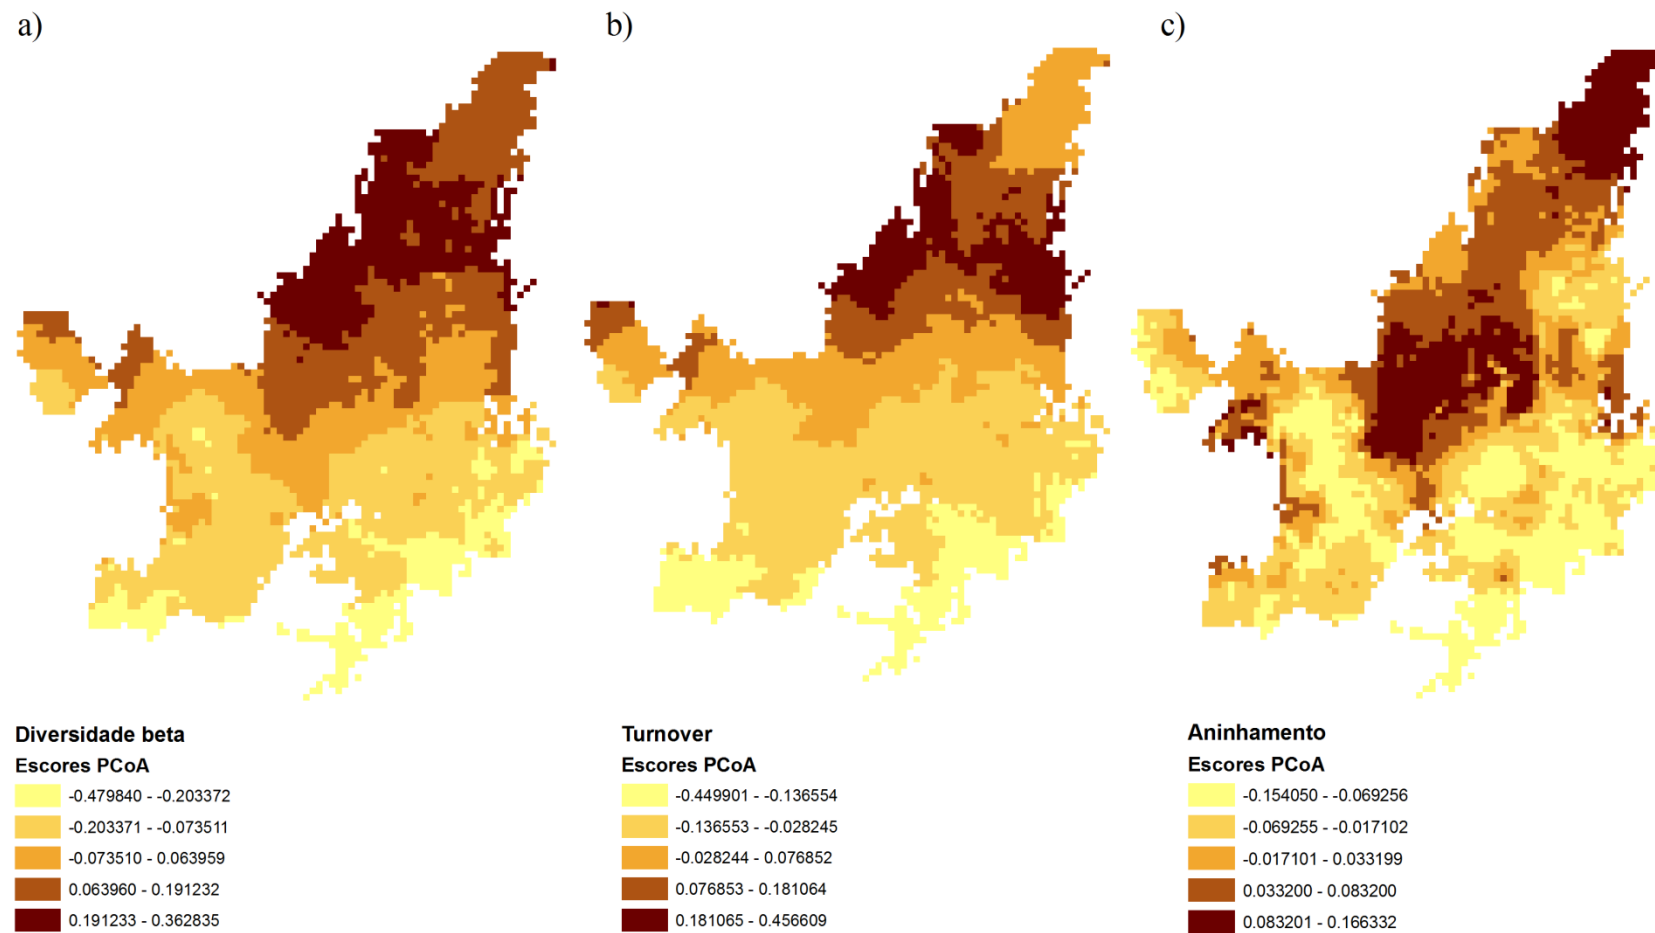 a)
b)
c)
Diversidade beta
Escores PCoA
-0.479840 - -0.203372
-0.203371 - -0.073511
-0.073510 - 0.063959
0.063960 - 0.191232
0.191233 - 0.362835
Turnover
Escores PCoA
-0.449901 - -0.136554
-0.136553 - -0.028245
-0.028244 - 0.076852
0.076853 - 0.181064
0.181065 - 0.456609
Aninhamento
Escores PCoA
-0.154050 - -0.069256
-0.069255 - -0.017102
-0.017101 - 0.033199
0.033200 - 0.083200
0.083201 - 0.166332